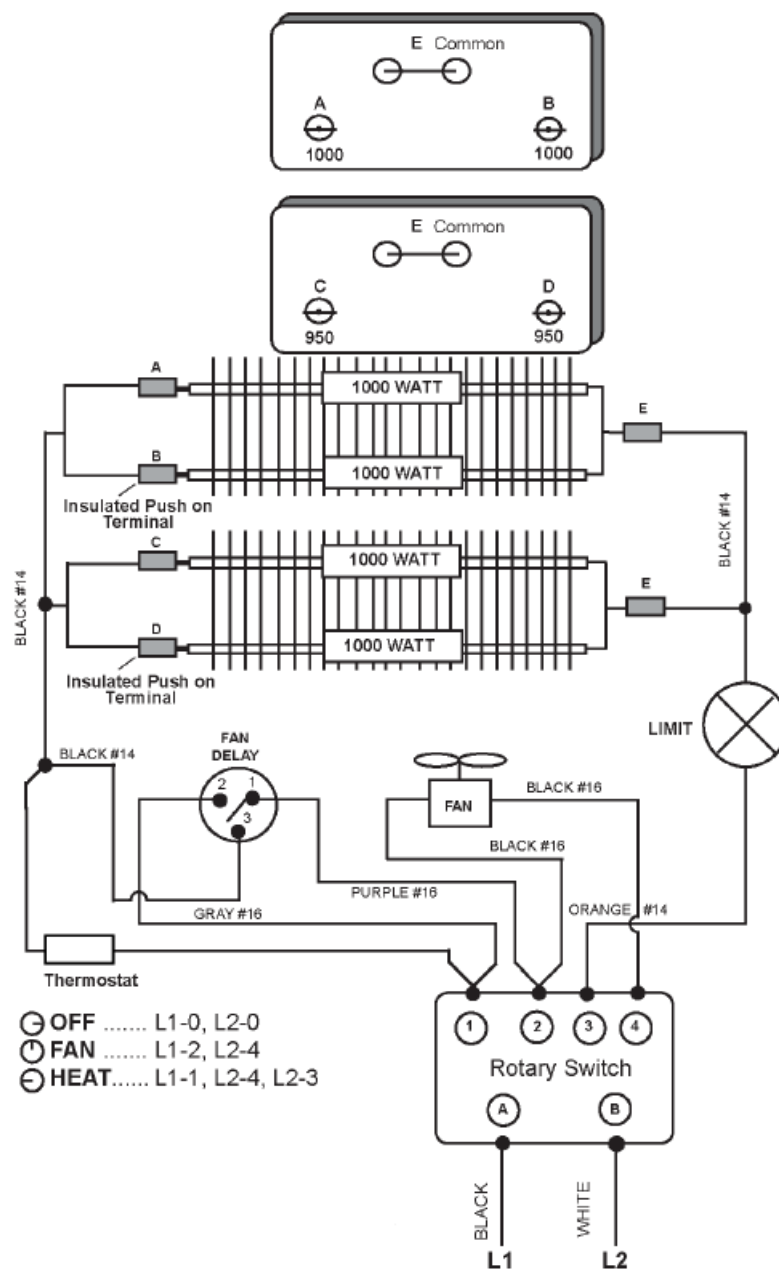 E Common
A
B
1000
1000
E Common
C
D
950
950
A
1000 WATT
E
B
1000 WATT
Insulated Push on
Terminal
BLACK #14
C
1000 WATT
E
BLACK #14
D
1000 WATT
Insulated Push on
Terminal
LIMIT
BLACK #14
FAN
DELAY
2
1
3
FAN
BLACK #16
BLACK #16
PURPLE #16
GRAY #16
ORANGE #14
Thermostat
1
2
3
4
Rotary Switch
A
B
OFF ...... L1-0, L2-0
FAN ....... L1-2, L2-4
HEAT...... L1-1, L2-4, L2-3
BLACK
WHITE
L1
L2